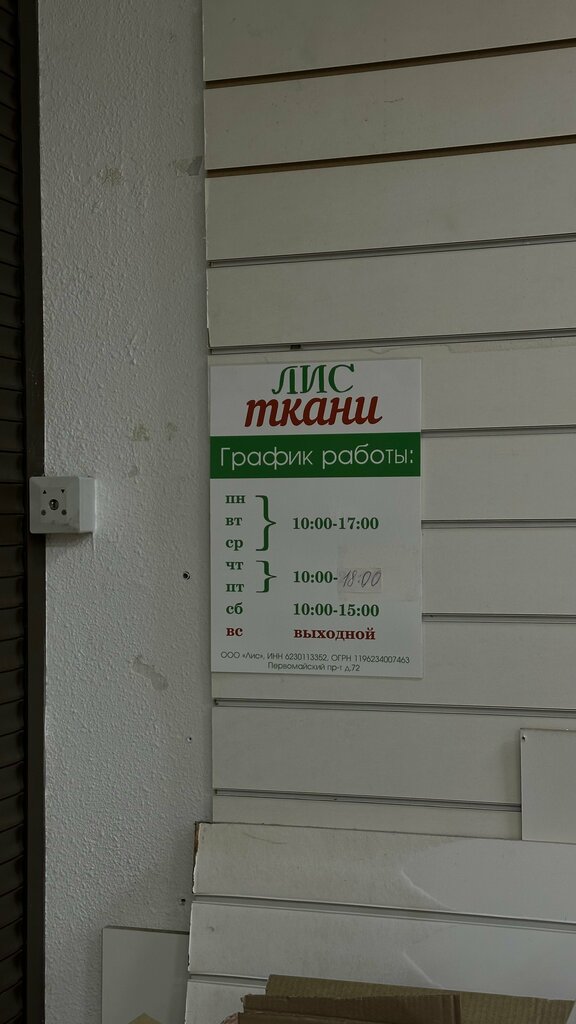 ЛИС
ткани
График работы:
пн
вт
ср
10:00-17:00
чт
пт
10:00-18:00
сб 10:00-15:00
вс выходной
ООО «Лис», ИНН 6230113352, ОГРН 1196234007463
Первомайский пр-т д.72